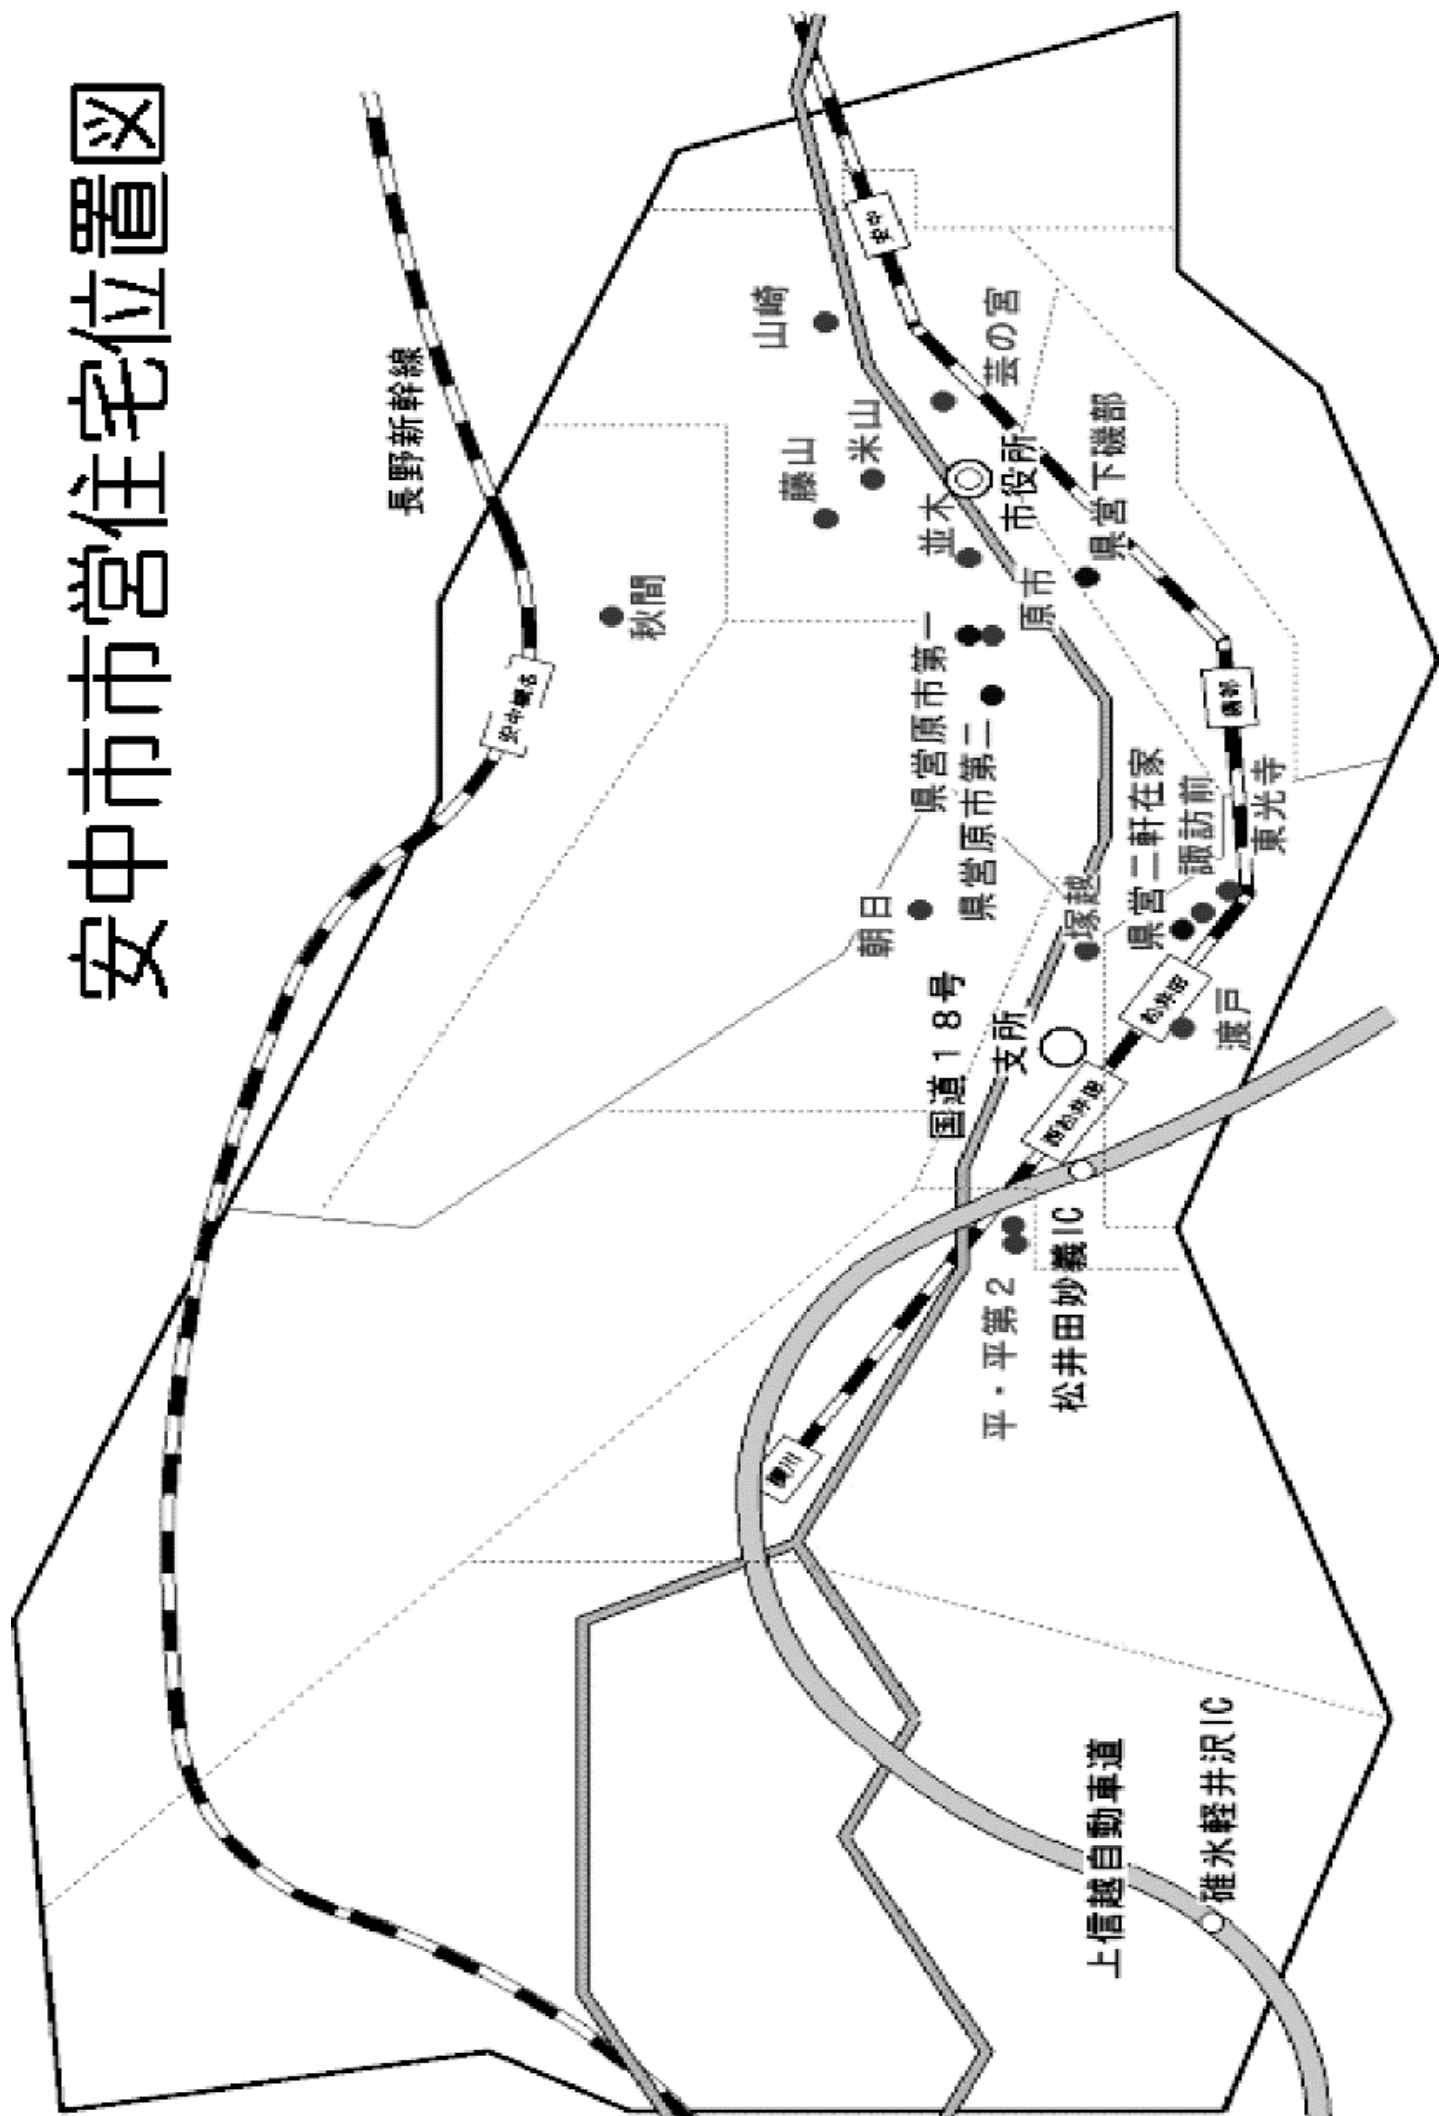 安中市市営住宅位置図
長野新幹線
安中榛名
秋間
山崎
藤山
米山
安中
芸の宮
並木
市役所
原市
県営下磯部
県営原市第一
県営原市第二
磯部
朝日
塚越
県営二軒在家
諏訪前
東光寺
国道18号
支所
松井田
渡戸
西松井田
平・平第2
松井田妙義IC
横川
上信越自動車道
碓氷軽井沢IC